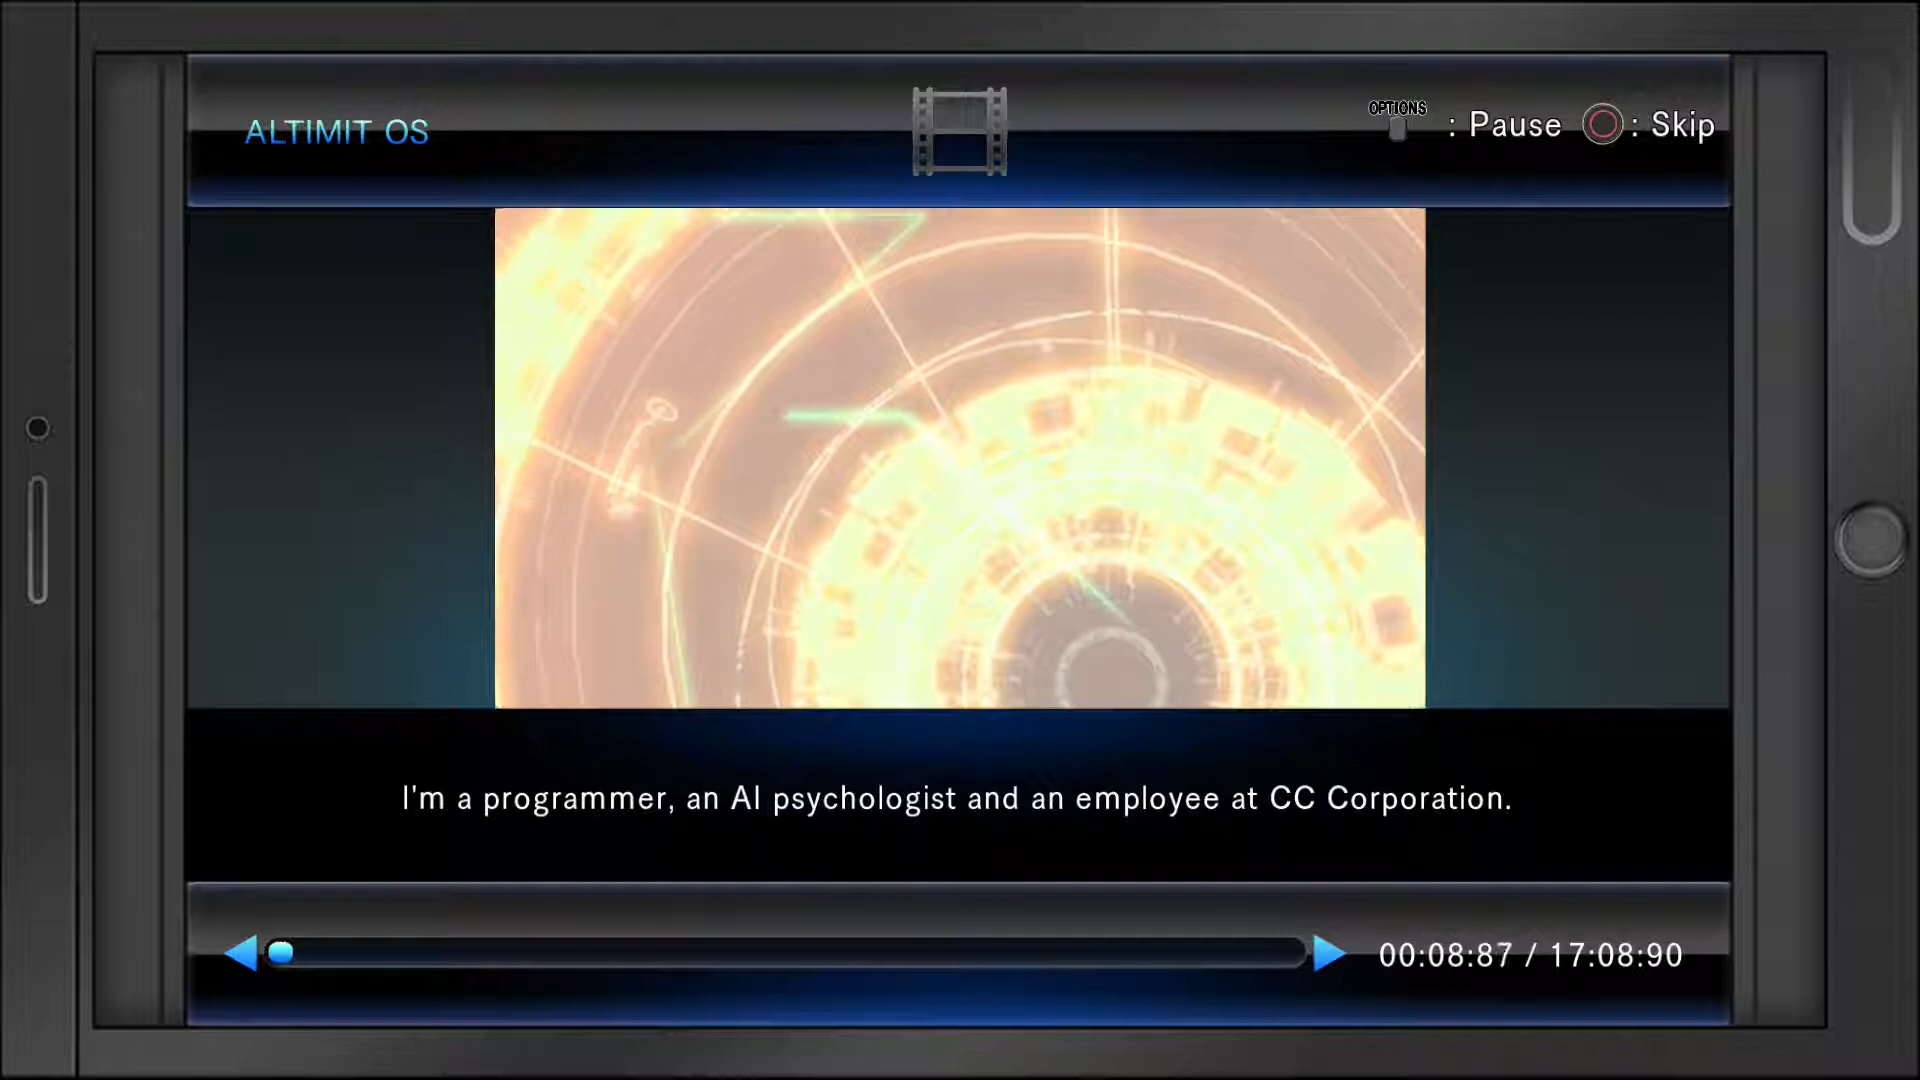 ALTIMIT OS
OPTIONS
: Pause
: Skip
I'm a programmer, an AI psychologist and an employee at CC Corporation.
00:08:87 / 17:08:90